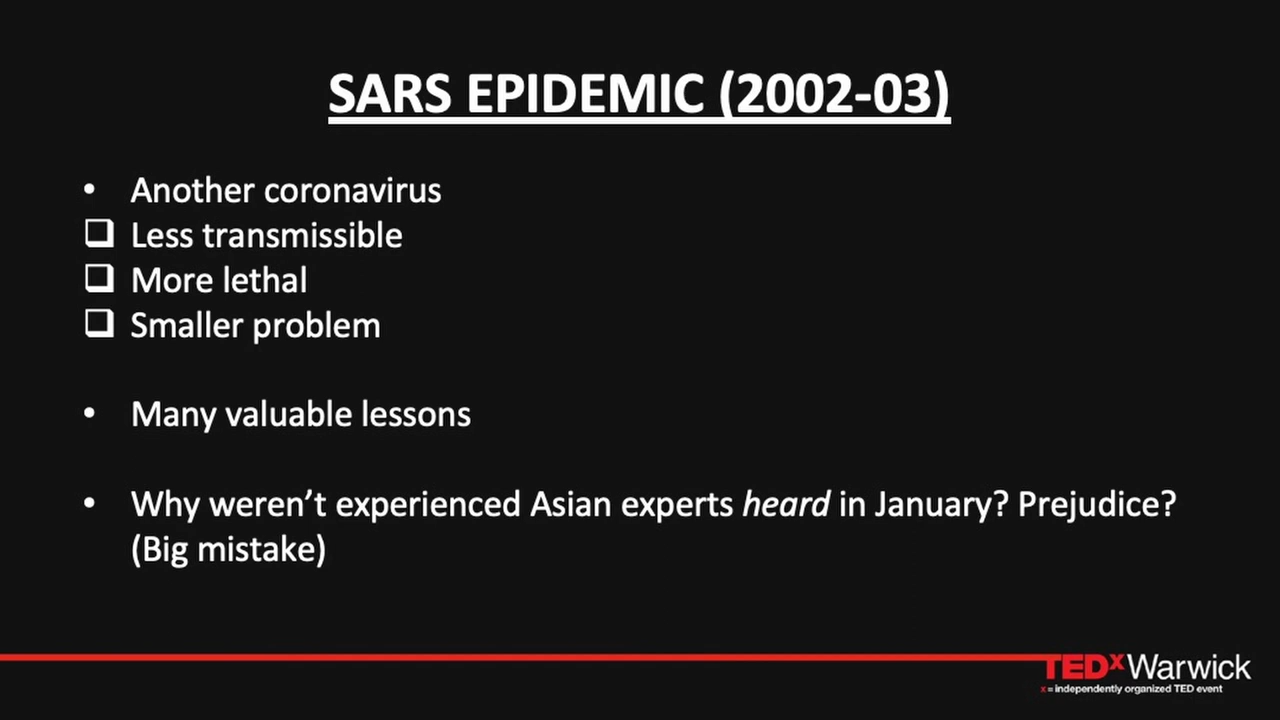 SARS EPIDEMIC (2002-03)
• Another coronavirus
❑ Less transmissible
❑ More lethal
❑ Smaller problem
• Many valuable lessons
• Why weren’t experienced Asian experts heard in January? Prejudice?
(Big mistake)
TEDxWarwick
x = independently organized TED event